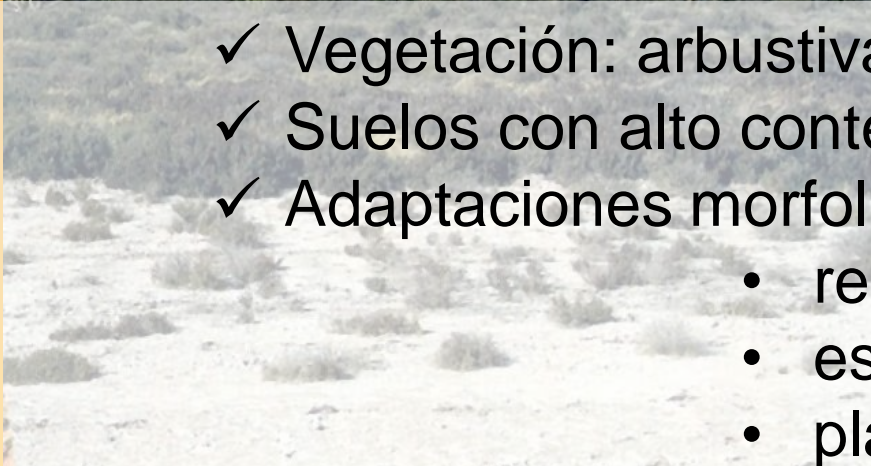 ✓ Vegetación: arbustiva
✓ Suelos con alto conte
✓ Adaptaciones morfol
• re
• es
• pla